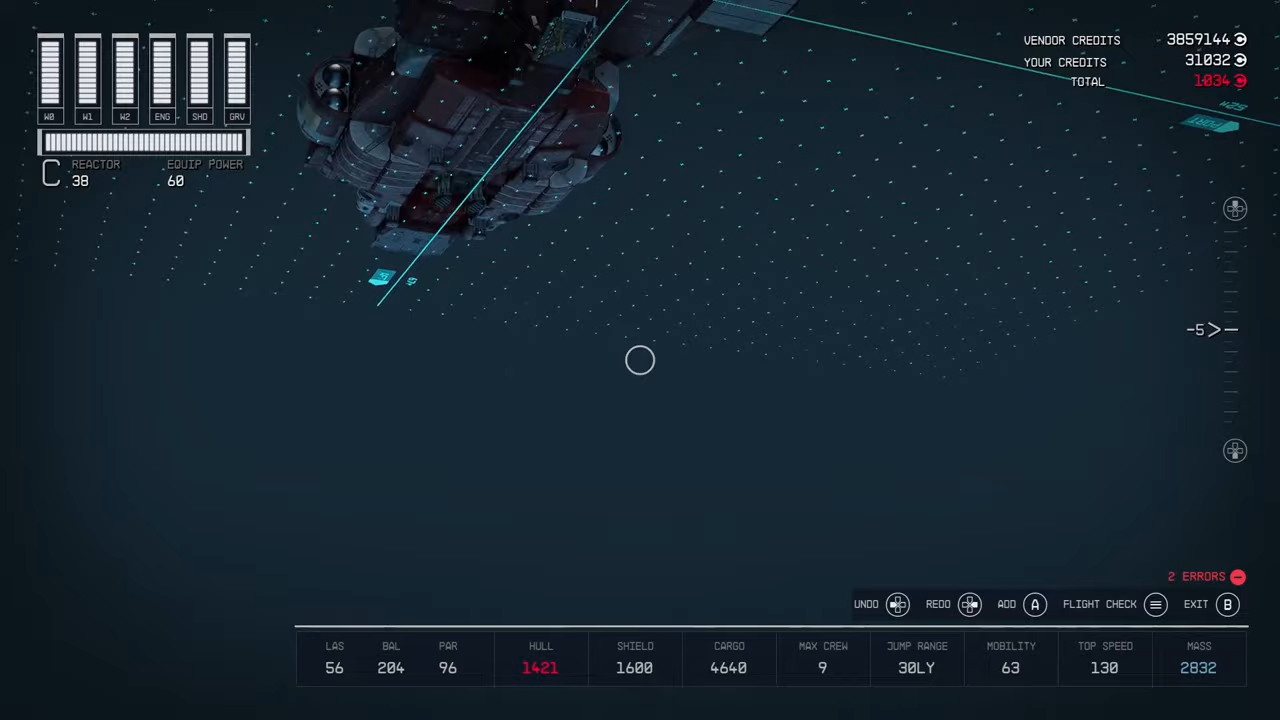 VENDOR CREDITS 3859144
YOUR CREDITS 31032
TOTAL 1034
W0 W1 W2 ENG SHD GRV
C REACTOR 38 EQUIP POWER 60
PORT
-5
2 ERRORS
UNDO REDO ADD A FLIGHT CHECK EXIT B
LAS BAL PAR HULL SHIELD CARGO MAX CREW JUMP RANGE MOBILITY TOP SPEED MASS
56 204 96 1421 1600 4640 9 30LY 63 130 2832